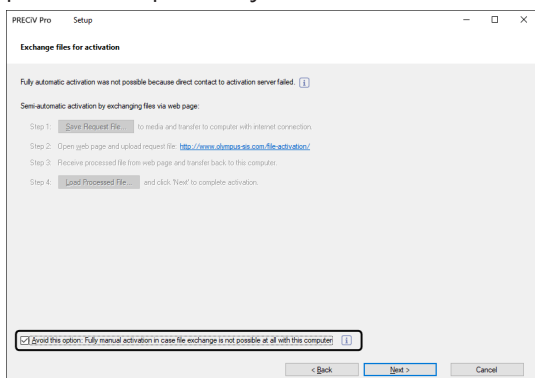 PRECiV Pro Setup
Exchange files for activation
Fully automatic activation was not possible because direct contact to activation server failed. i
Semi-automatic activation by exchanging files via web page:
Step 1: Save Request File... to media and transfer to computer with internet connection.
Step 2: Open web page and upload request file: http://www.olympus-sis.com/file-activation/
Step 3: Receive processed file from web page and transfer back to this computer.
Step 4: Load Processed File... and click 'Next' to complete activation.
Avoid this option: Fully manual activation in case file exchange is not possible at all with this computer i
< Back Next > Cancel